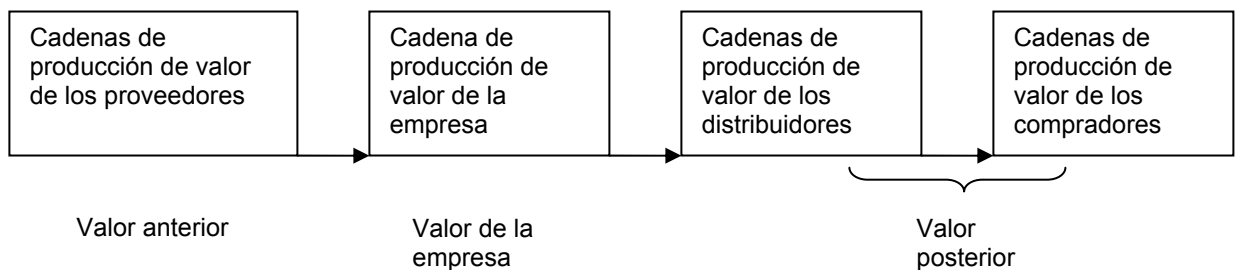 Cadenas de
producción de valor
de los proveedores
Cadena de
producción de
valor de la
empresa
Cadenas de
producción de
valor de los
distribuidores
Cadenas de
producción de
valor de los
compradores
Valor anterior
Valor de la
empresa
Valor
posterior